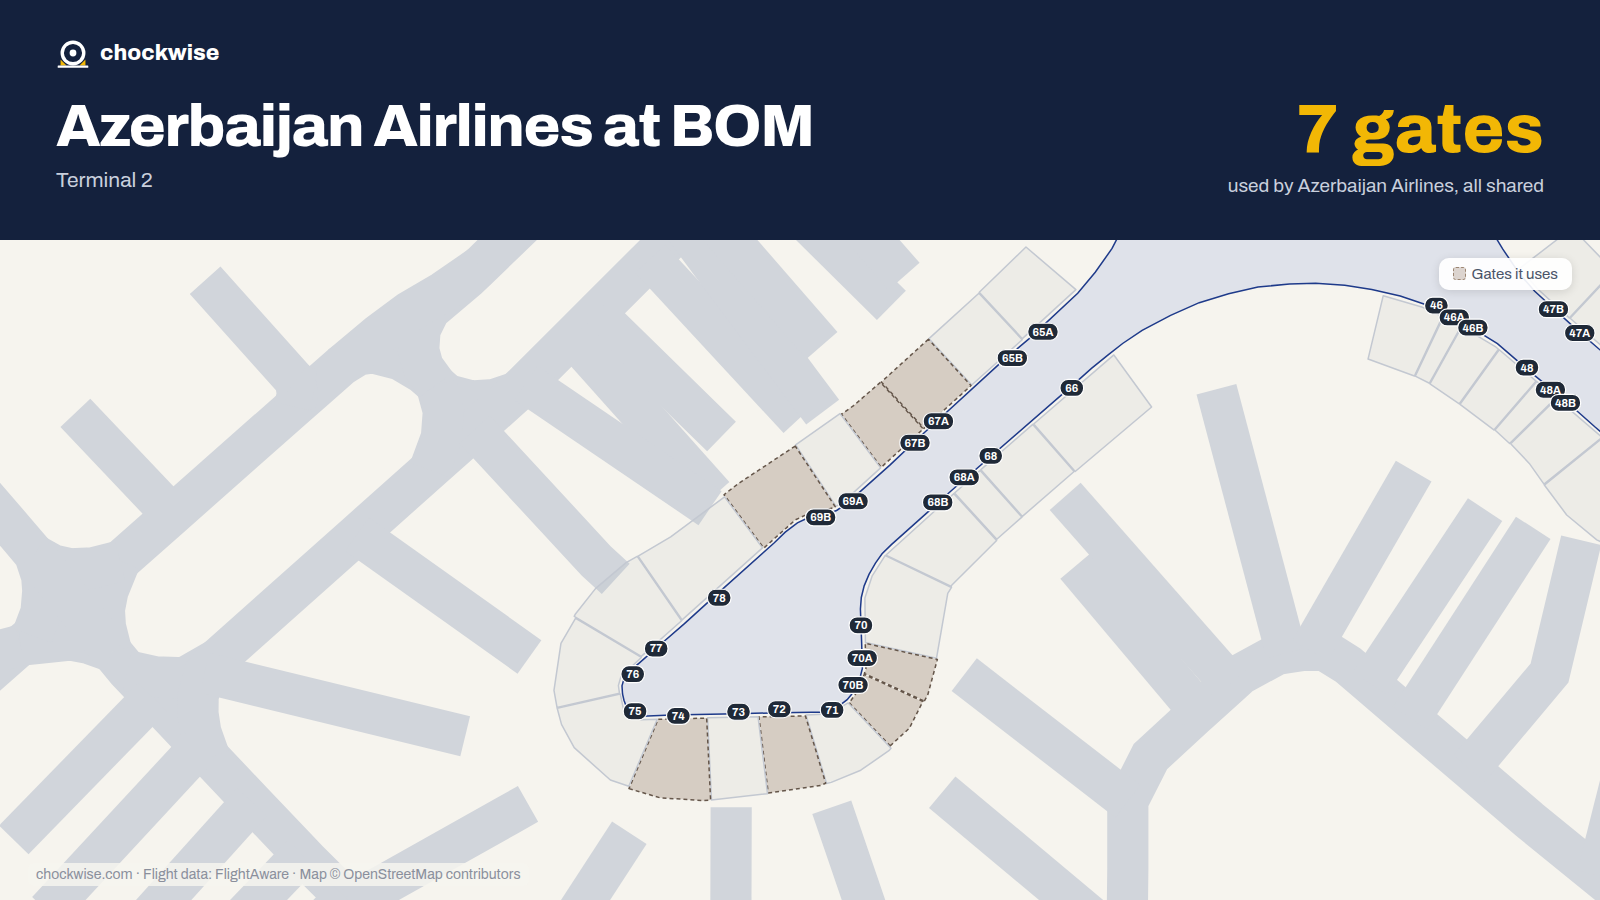 chockwise
Azerbaijan Airlines at BOM
Terminal 2
7 gates
used by Azerbaijan Airlines, all shared
Gates it uses
46
46A
46B
47B
47A
48
48A
48B
65A
65B
66
67A
67B
68
68A
68B
69A
69B
70
70A
70B
71
72
73
74
75
76
77
78
chockwise.com · Flight data: FlightAware · Map © OpenStreetMap contributors